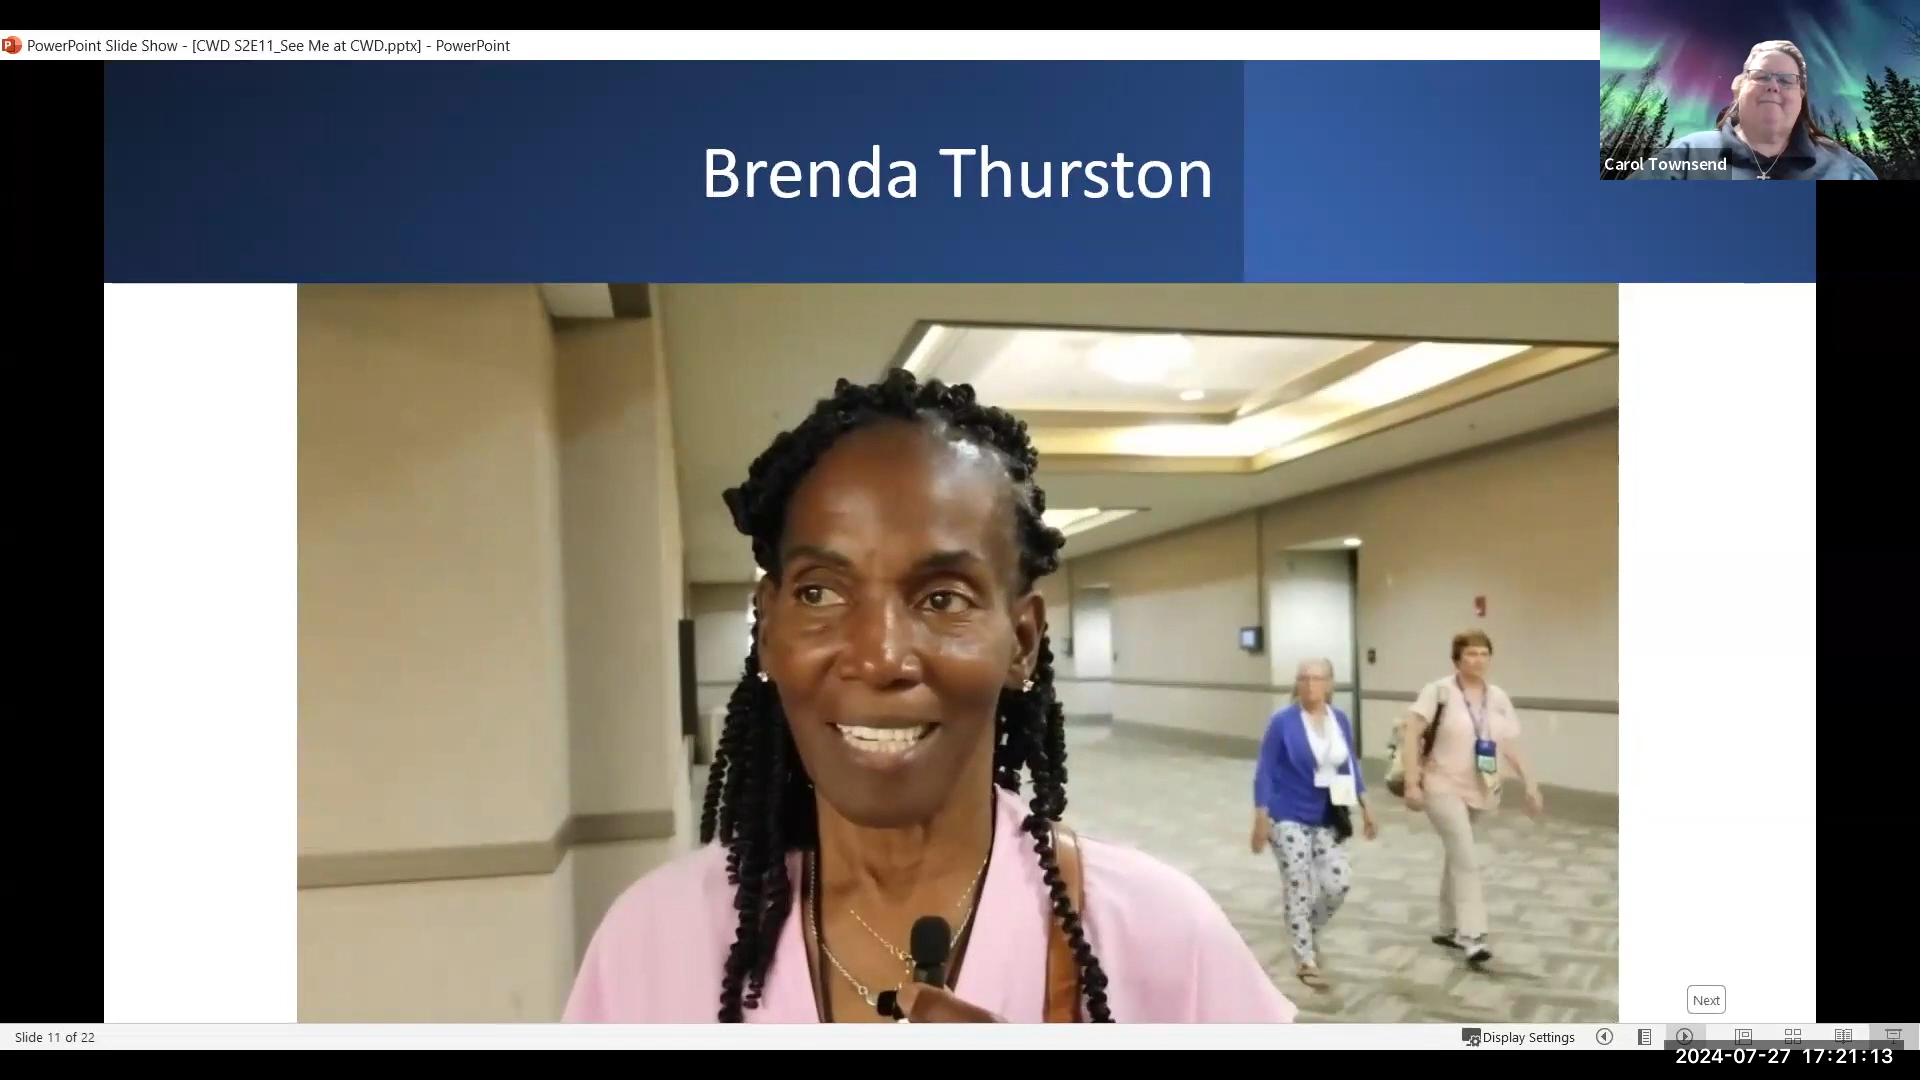 PowerPoint Slide Show - [CWD S2E11_See Me at CWD.pptx] - PowerPoint
Carol Townsend
Brenda Thurston
Next
Slide 11 of 22
Display Settings
2024-07-27 17:21:13